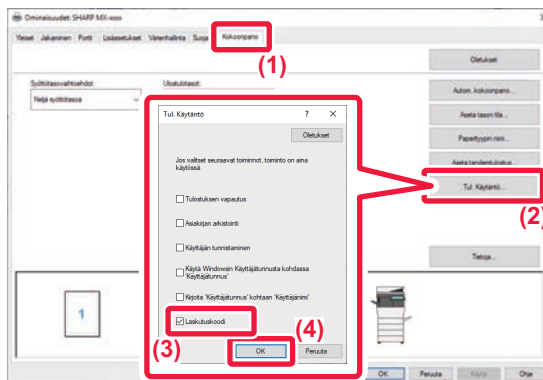 Ominaisuudet: SHARP MX-xxxx
Yleiset Jakaminen Portit Lisäasetukset Värienhallinta Suojaus Kokoonpano
(1)
Oletukset
Syöttötasovaihtoehdot:
Ulostulotasot:
Neljä syöttötasoa
Autom. kokoonpano...
Aseta tason tila...
Paperityypin nimi...
Aseta tandemtulostus...
Tul. Käytäntö...
(2)
Tietoja...
Tul. Käytäntö
? ×
Oletukset
Jos valitset seuraavat toiminnot, toiminto on aina
käytössä.
Tulostuksen vapautus
Asiakirjan arkistointi
Käyttäjän tunnistaminen
Käytä Windowsin Käyttäjätunnusta kohdassa
'Käyttäjätunnus'
Kirjoita 'Käyttäjätunnus' kohtaan 'Käyttäjänimi'
Laskutuskoodi
(3)
(4)
OK Peruuta
1
OK Peruuta Käytä Ohje